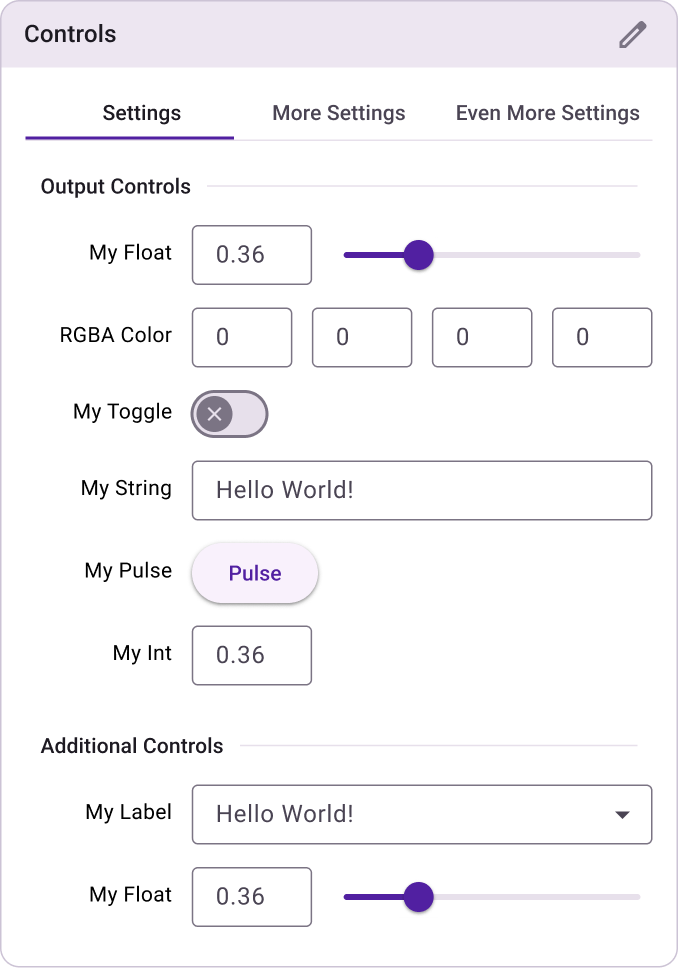 Controls
Settings More Settings Even More Settings
Output Controls
My Float 0.36
RGBA Color 0 0 0 0
My Toggle
My String Hello World!
My Pulse Pulse
My Int 0.36
Additional Controls
My Label Hello World!
My Float 0.36